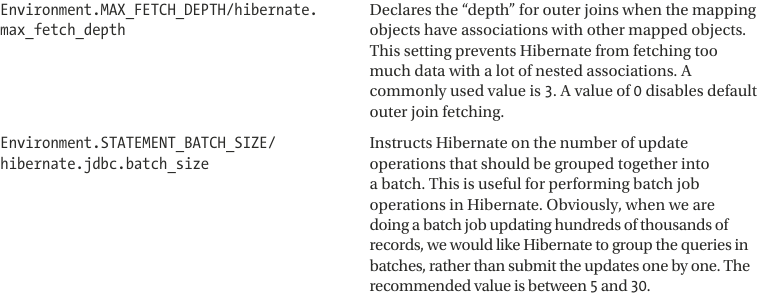 Environment.MAX_FETCH_DEPTH/hibernate.
max_fetch_depth
Declares the “depth” for outer joins when the mapping
objects have associations with other mapped objects.
This setting prevents Hibernate from fetching too
much data with a lot of nested associations. A
commonly used value is 3. A value of 0 disables default
outer join fetching.
Environment.STATEMENT_BATCH_SIZE/
hibernate.jdbc.batch_size
Instructs Hibernate on the number of update
operations that should be grouped together into
a batch. This is useful for performing batch job
operations in Hibernate. Obviously, when we are
doing a batch job updating hundreds of thousands of
records, we would like Hibernate to group the queries in
batches, rather than submit the updates one by one. The
recommended value is between 5 and 30.